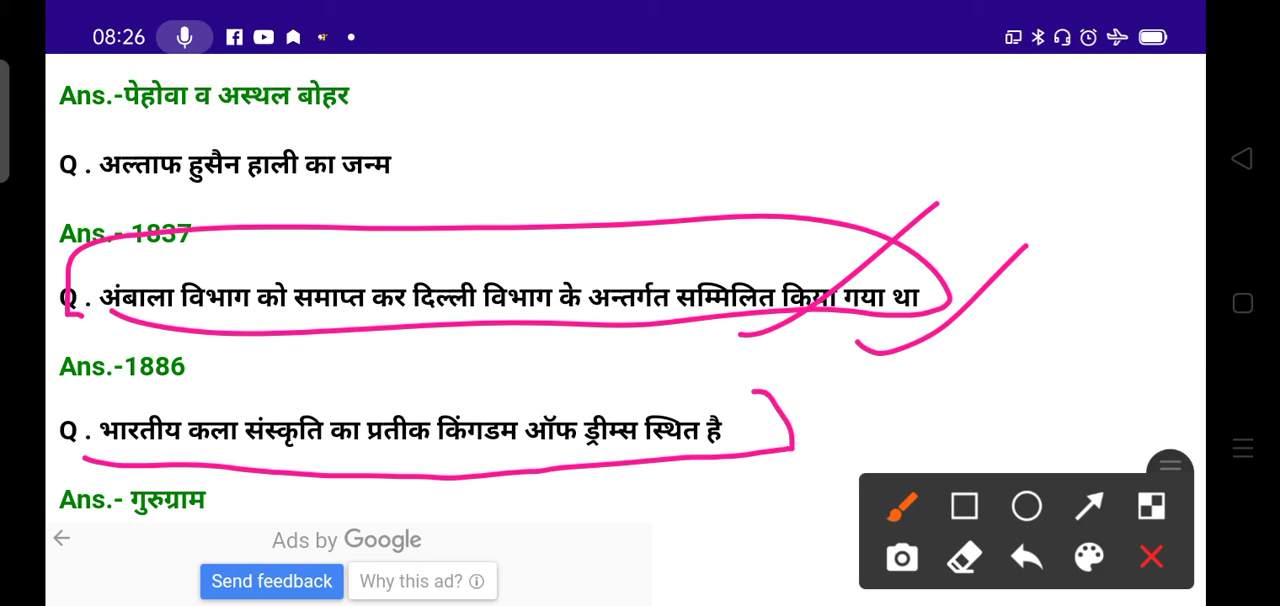 08:26
Ans.-पेहोवा व अस्थल बोहर
Q . अल्ताफ हुसैन हाली का जन्म
Ans.- 1837
Q . अंबाला विभाग को समाप्त कर दिल्ली विभाग के अन्तर्गत सम्मिलित किया गया था
Ans.-1886
Q . भारतीय कला संस्कृति का प्रतीक किंगडम ऑफ ड्रीम्स स्थित है
Ans.- गुरुग्राम
Ads by Google
Send feedback Why this ad?